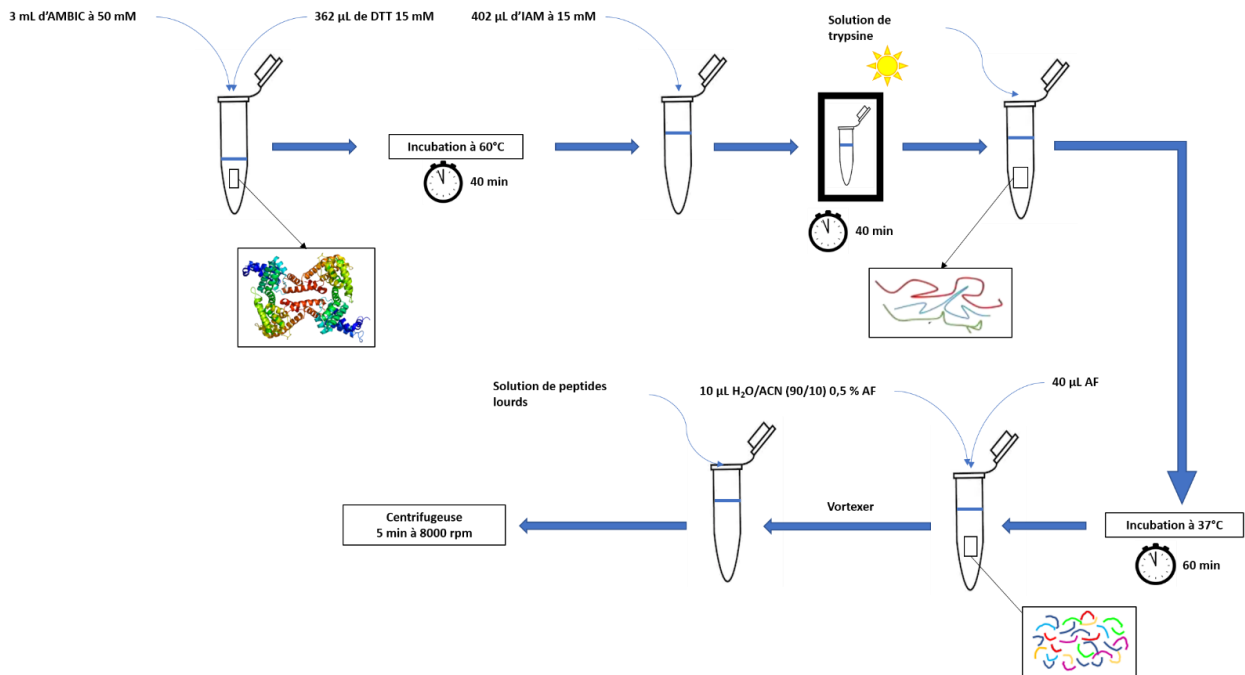 3 mL d’AMBIC à 50 mM
362 µL de DTT 15 mM
402 µL d’IAM à 15 mM
Solution de
trypsine
Incubation à 60°C
40 min
40 min
Solution de peptides
lourds
10 µL H₂O/ACN (90/10) 0,5 % AF
40 µL AF
Vortexer
Centrifugeuse
5 min à 8000 rpm
Incubation à 37°C
60 min